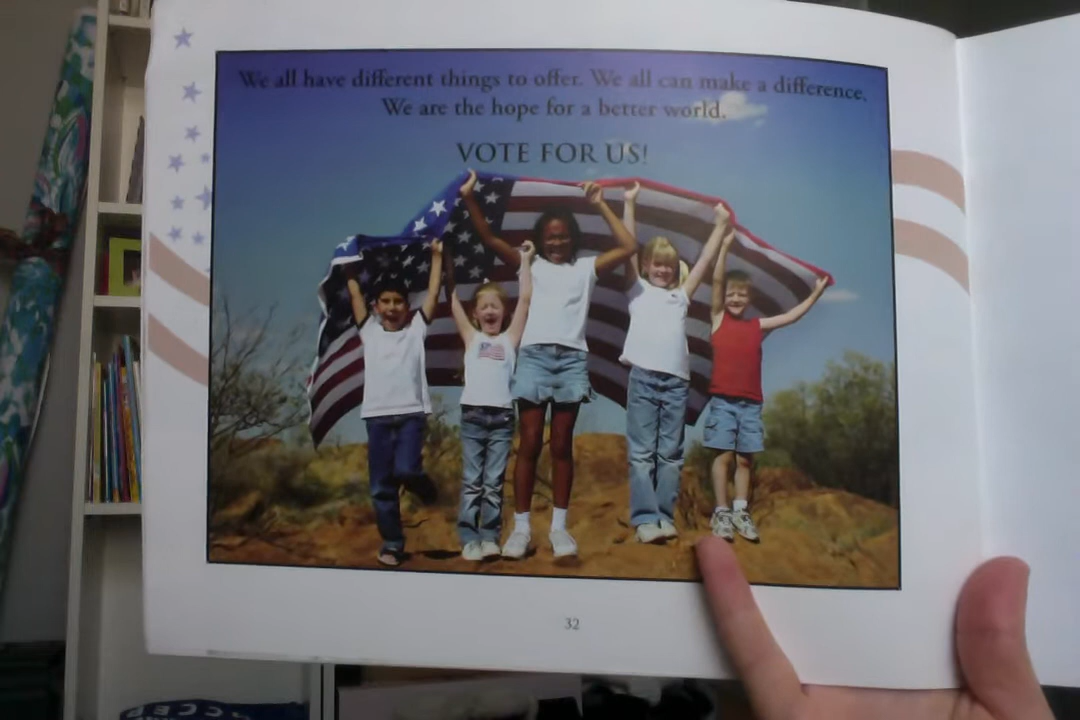 We all have different things to offer. We all can make a difference.
We are the hope for a better world.
VOTE FOR US!
32